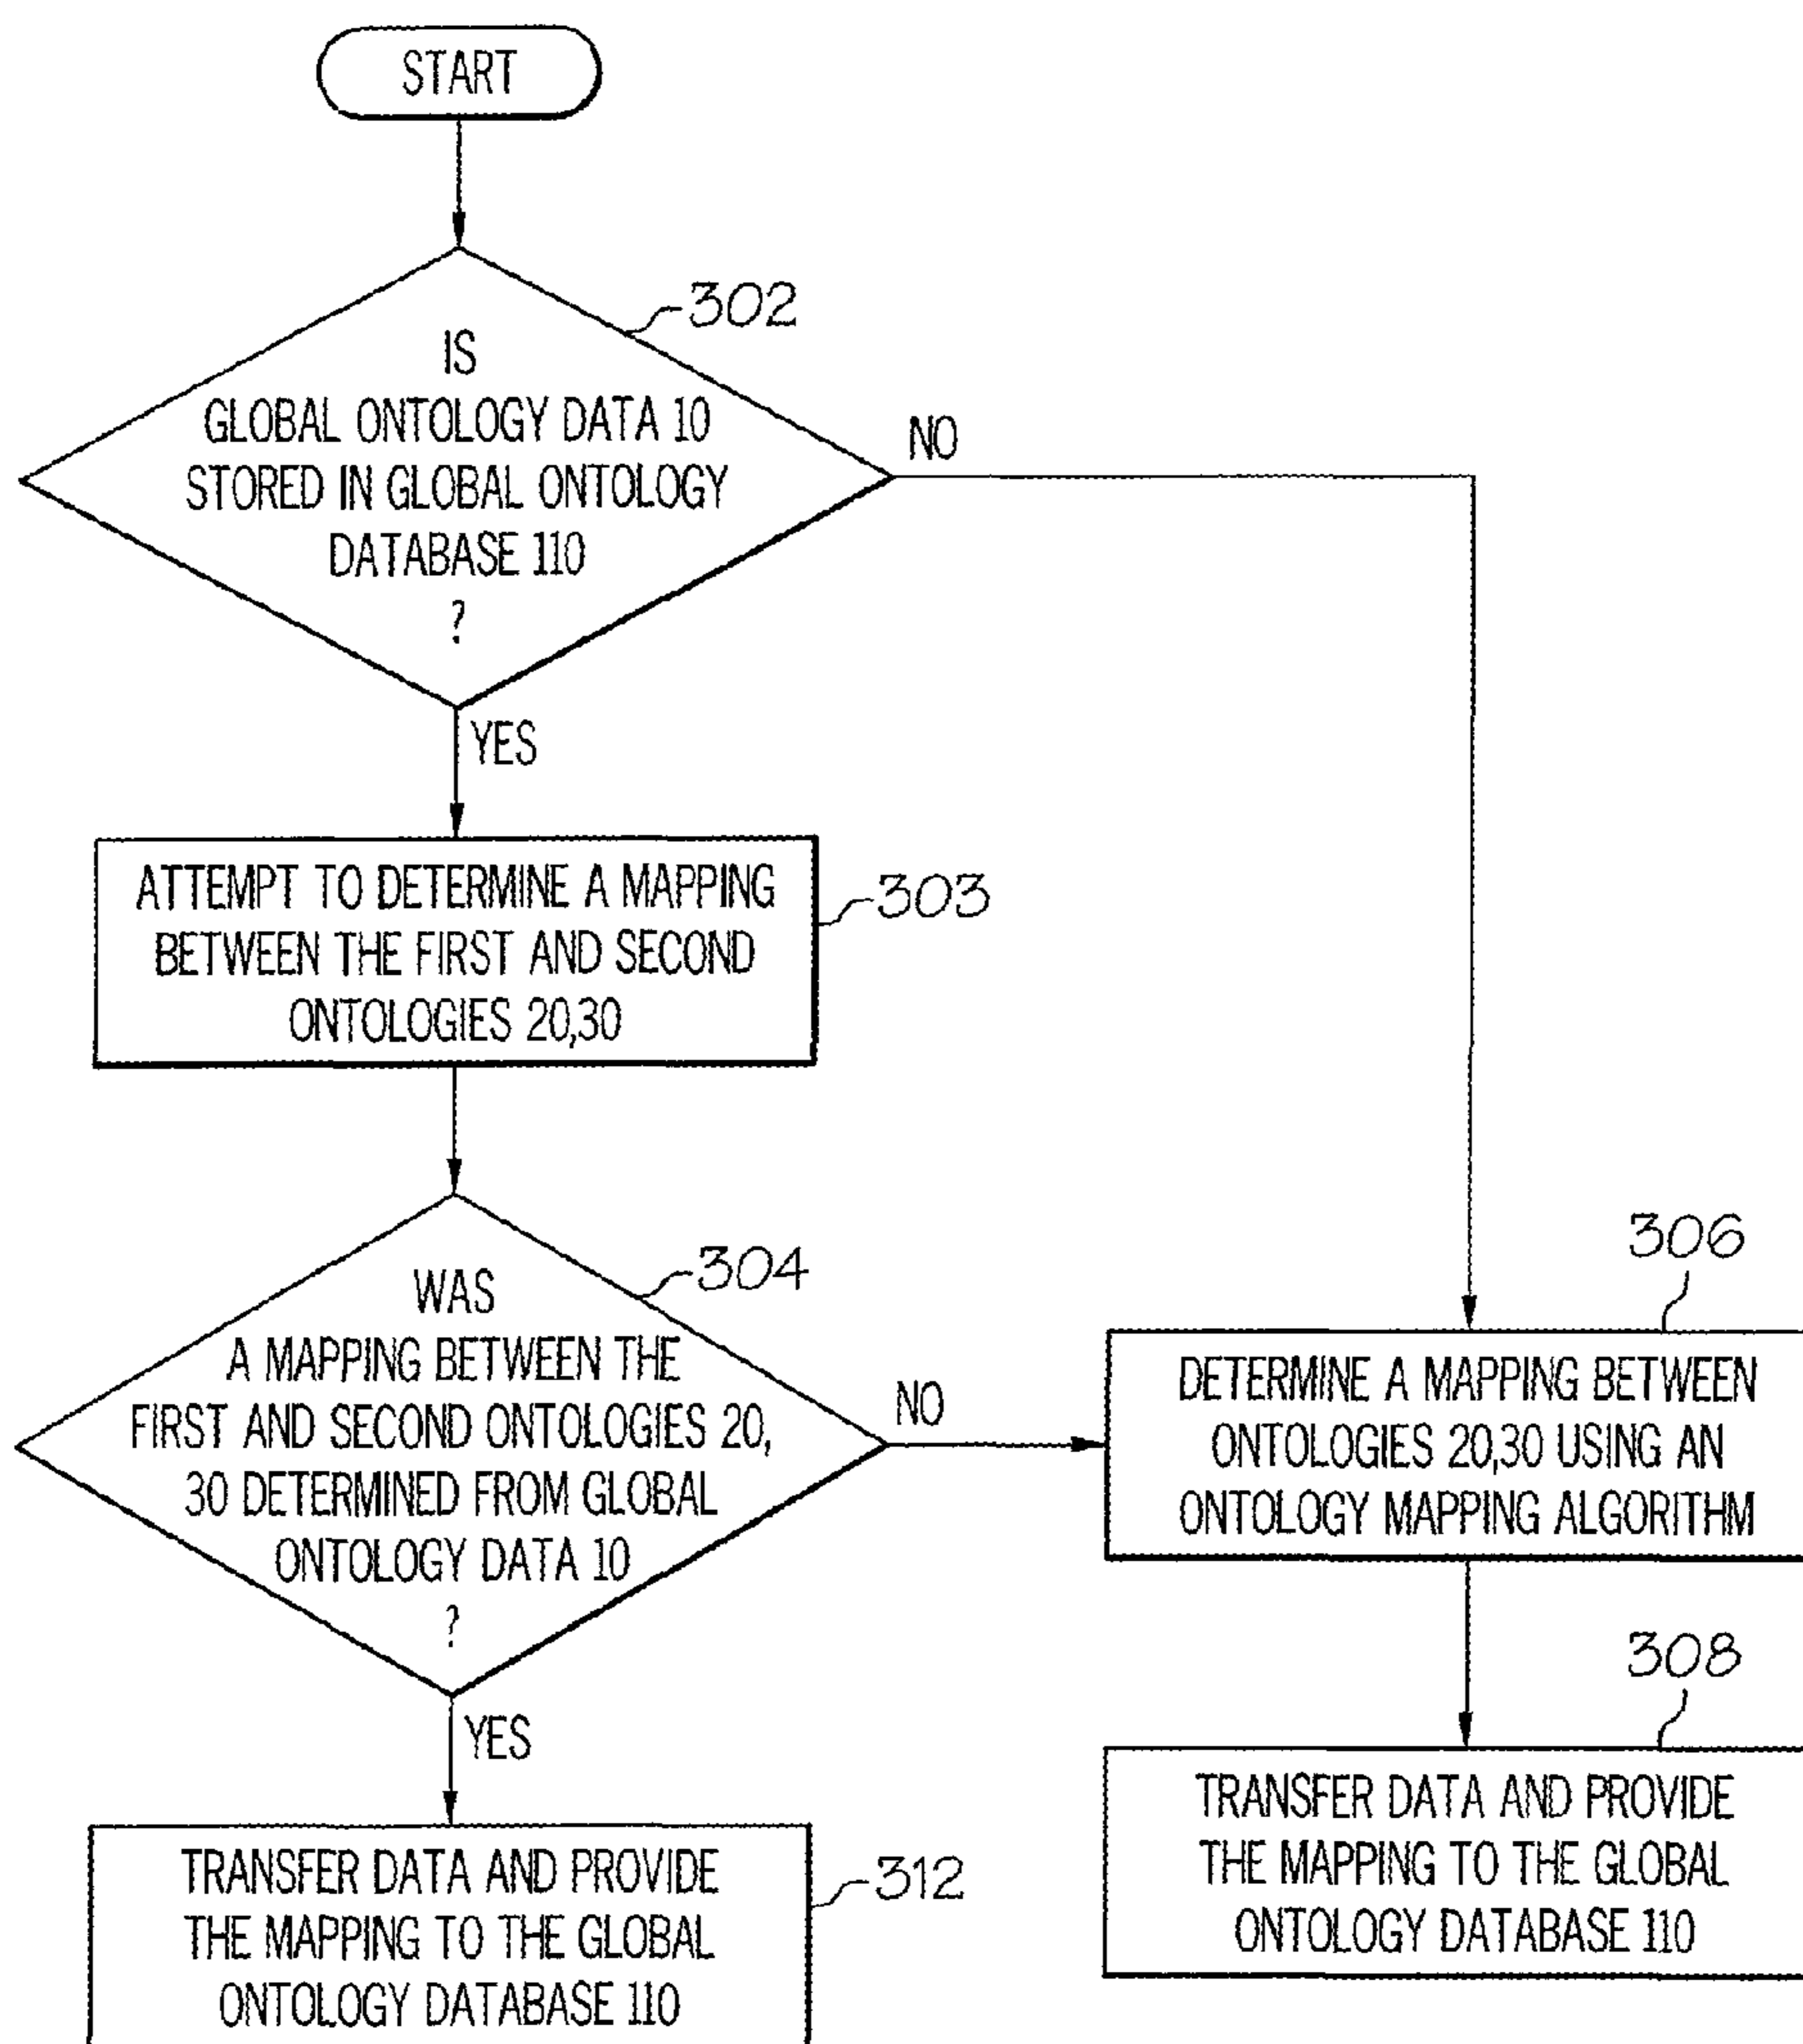 START
302
IS
GLOBAL ONTOLOGY DATA 10
STORED IN GLOBAL ONTOLOGY
DATABASE 110
?
NO
YES
ATTEMPT TO DETERMINE A MAPPING
BETWEEN THE FIRST AND SECOND
ONTOLOGIES 20,30
303
304
WAS
A MAPPING BETWEEN THE
FIRST AND SECOND ONTOLOGIES 20,
30 DETERMINED FROM GLOBAL
ONTOLOGY DATA 10
?
NO
YES
306
DETERMINE A MAPPING BETWEEN
ONTOLOGIES 20,30 USING AN
ONTOLOGY MAPPING ALGORITHM
308
TRANSFER DATA AND PROVIDE
THE MAPPING TO THE GLOBAL
ONTOLOGY DATABASE 110
TRANSFER DATA AND PROVIDE
THE MAPPING TO THE GLOBAL
ONTOLOGY DATABASE 110
312